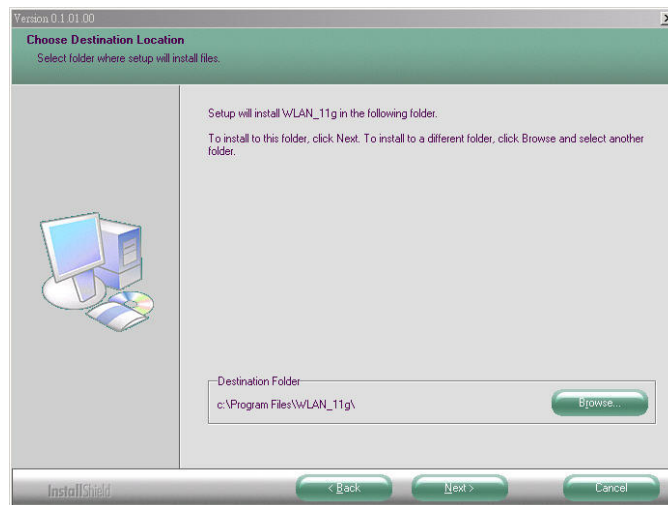 Version 0.1.01.00
Choose Destination Location
Select folder where setup will install files.
Setup will install WLAN_11g in the following folder.
To install to this folder, click Next. To install to a different folder, click Browse and select another
folder.
Destination Folder
c:\Program Files\WLAN_11g\
Browse...
InstallShield
< Back
Next >
Cancel